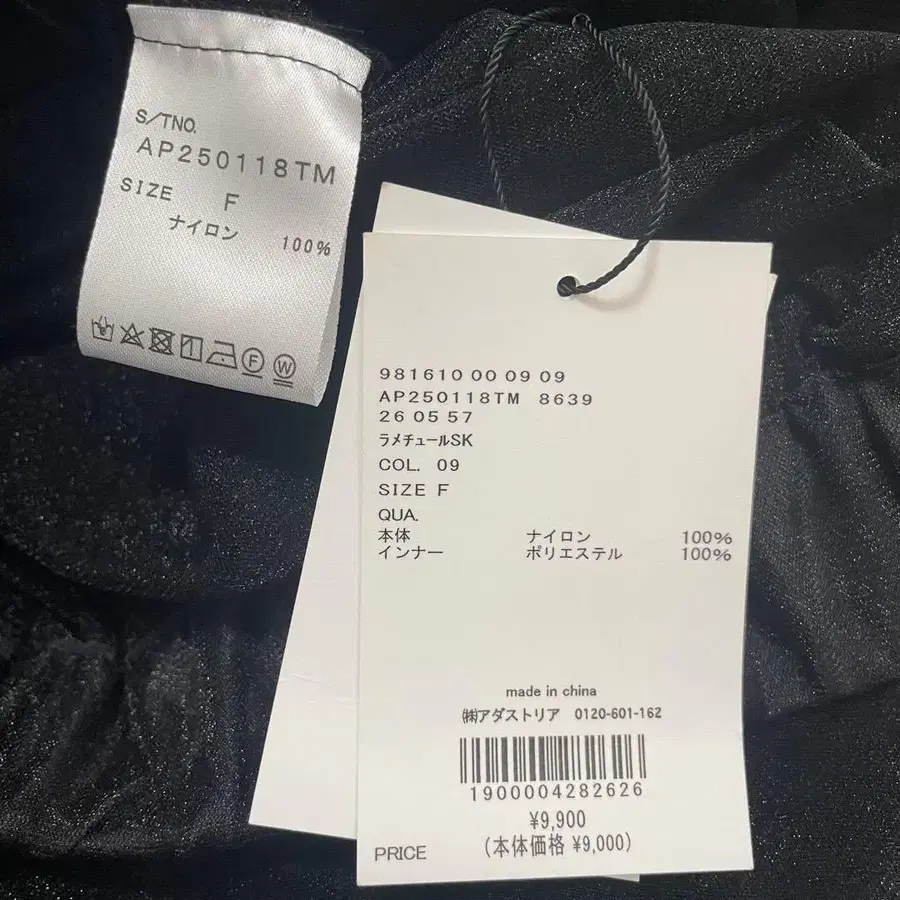 S/TNO.
AP250118TM
SIZE F
ナイロン 100%
F W
981610 00 09 09
AP250118TM 8639
26 05 57
ラメチュールSK
COL. 09
SIZE F
QUA.
本体 ナイロン 100%
インナー ポリエステル 100%
made in china
㈱アダストリア 0120-601-162
1900004282626
¥9,900
PRICE (本体価格 ¥9,000)